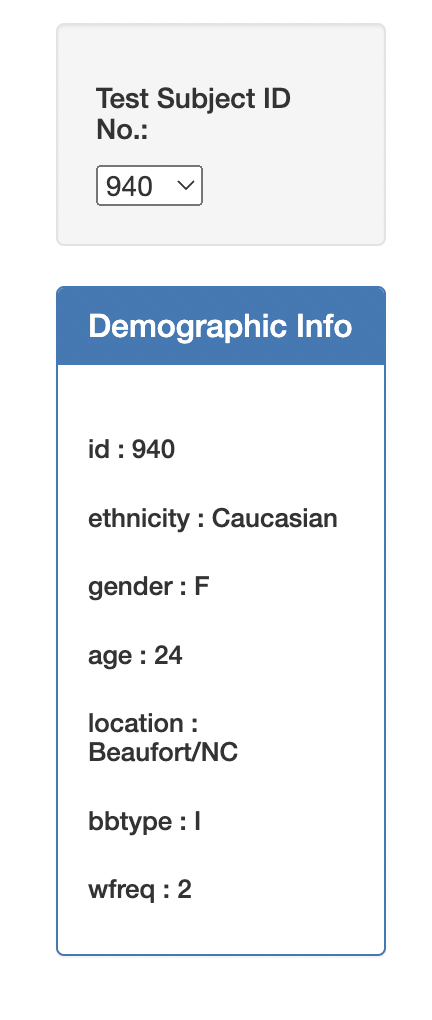 Test Subject ID
No.:
940
Demographic Info
id : 940
ethnicity : Caucasian
gender : F
age : 24
location :
Beaufort/NC
bbtype : I
wfreq : 2